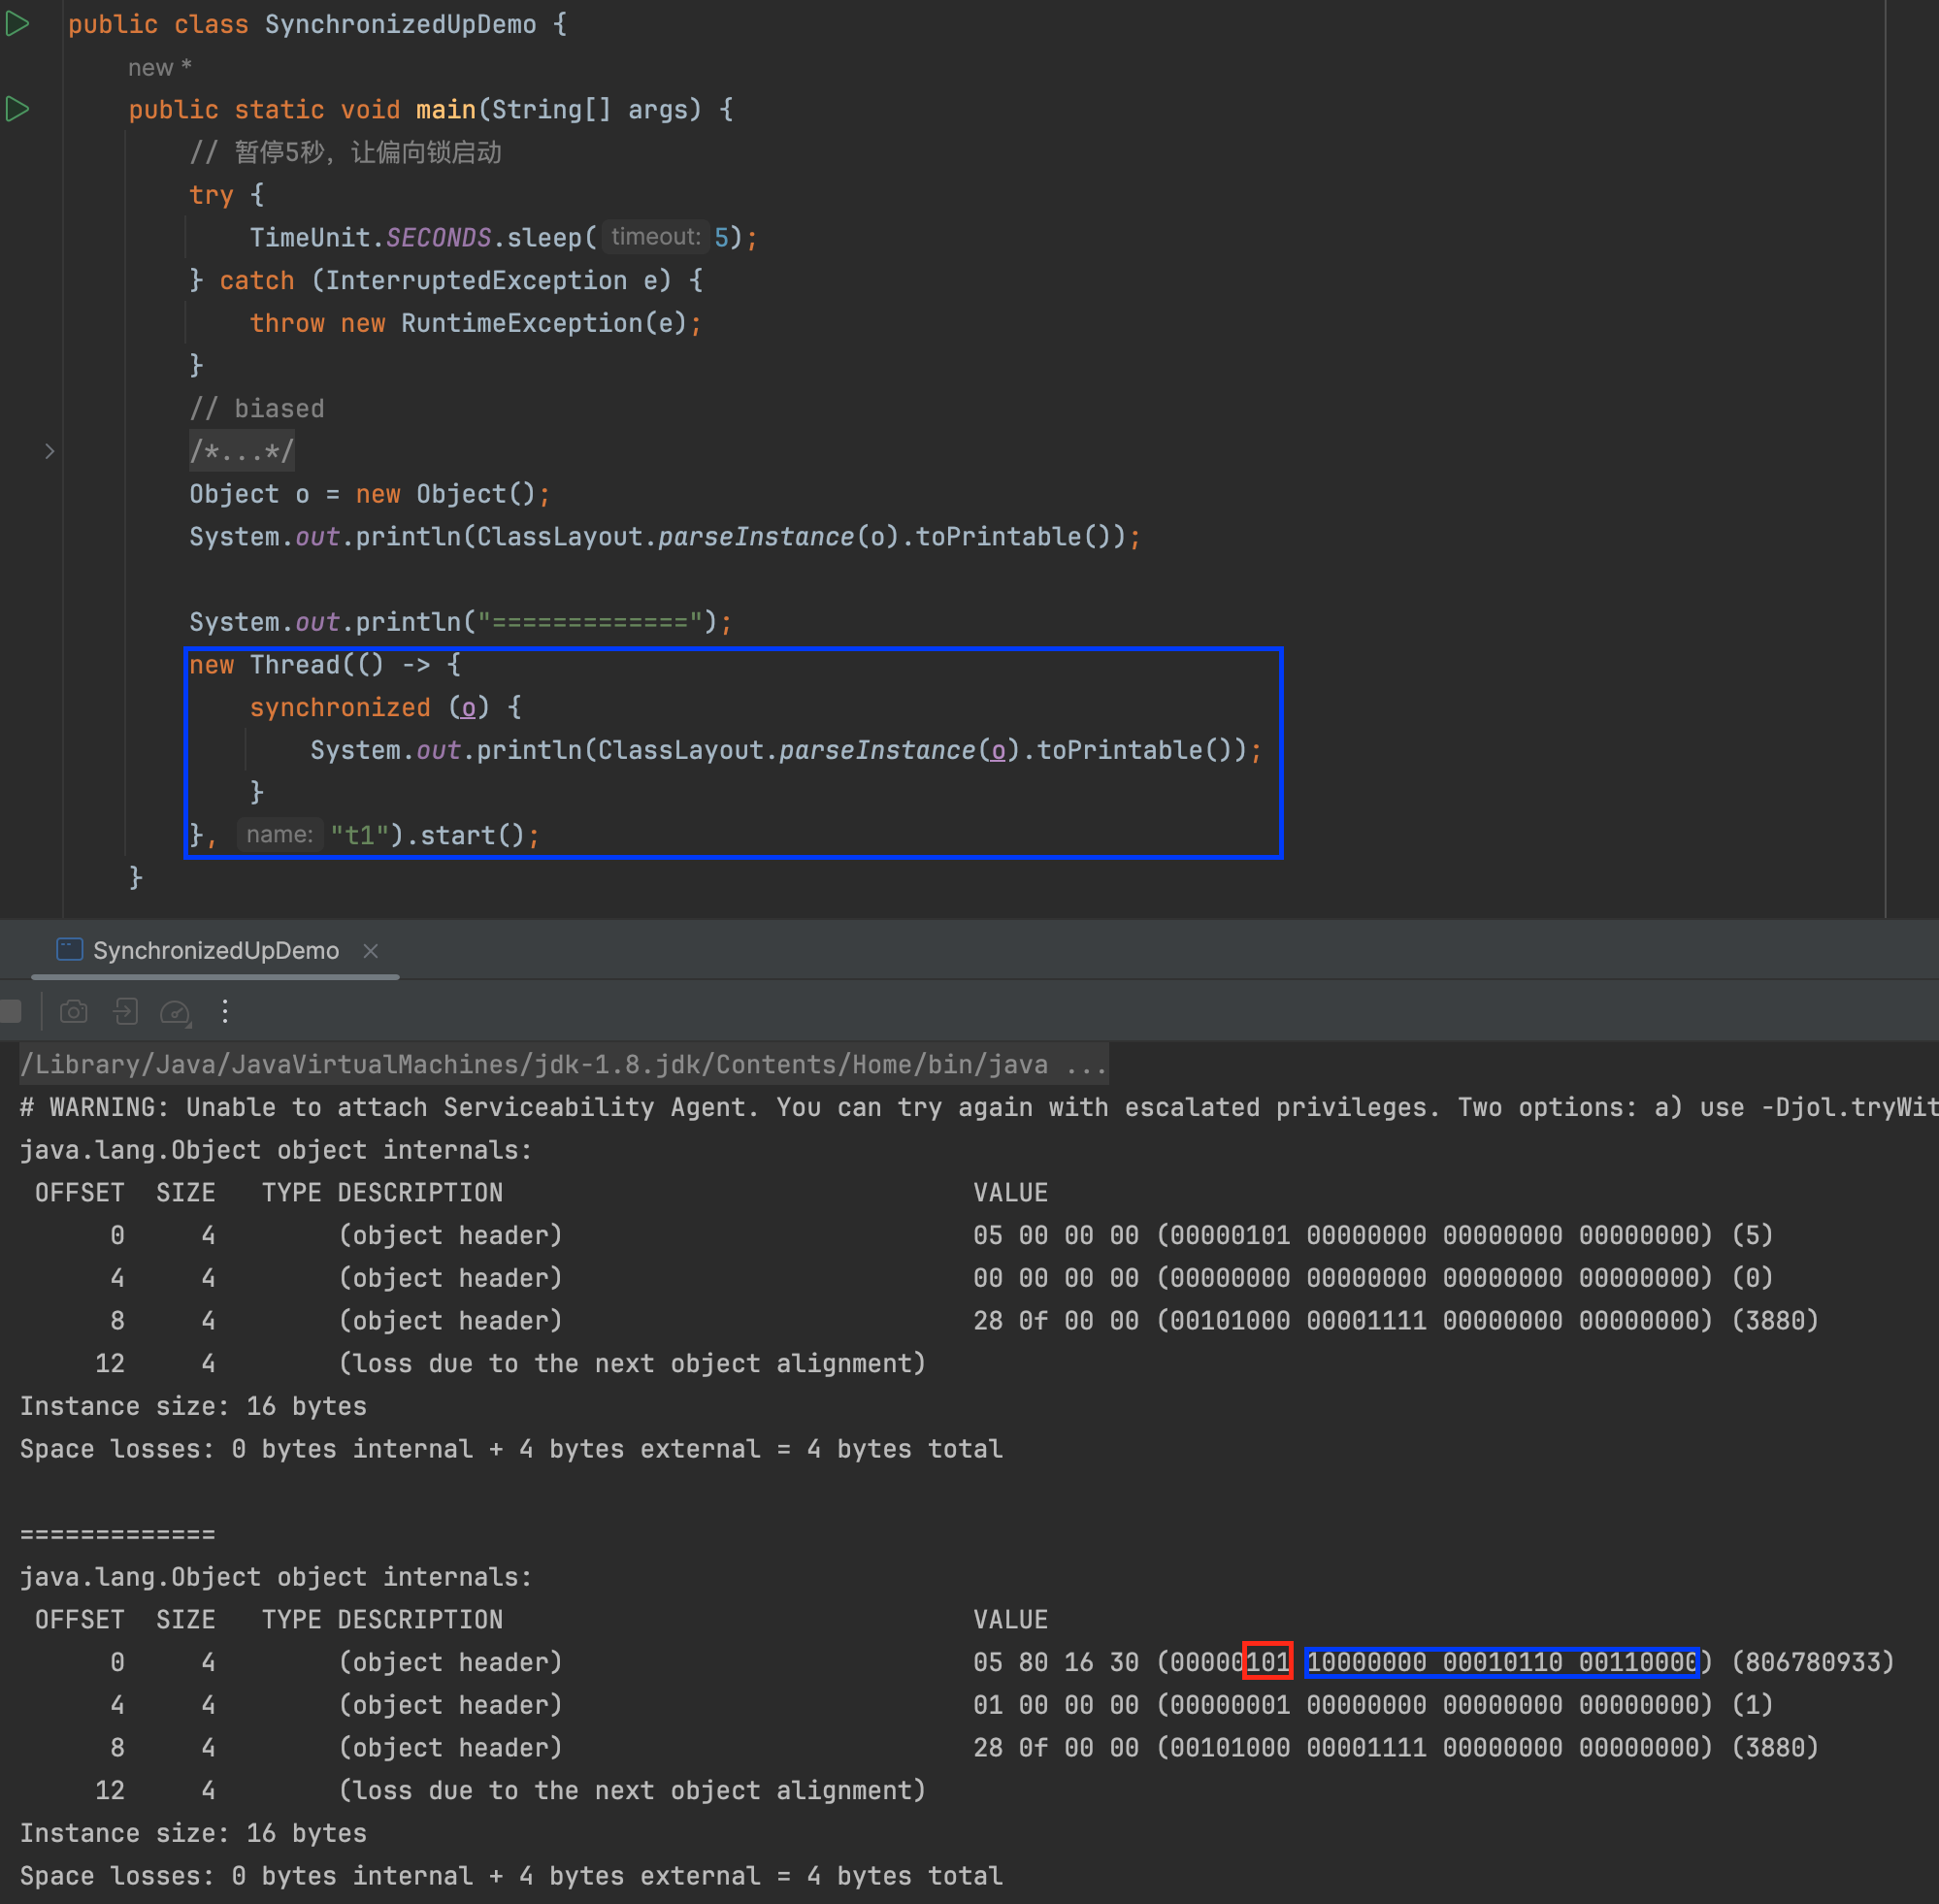 public class SynchronizedUpDemo {
new *
public static void main(String[] args) {
// 暂停5秒，让偏向锁启动
try {
TimeUnit.SECONDS.sleep( timeout: 5);
} catch (InterruptedException e) {
throw new RuntimeException(e);
}
// biased
/*...*/
Object o = new Object();
System.out.println(ClassLayout.parseInstance(o).toPrintable());
System.out.println("=============");
new Thread(() -> {
synchronized (o) {
System.out.println(ClassLayout.parseInstance(o).toPrintable());
}
}, name: "t1").start();
}
SynchronizedUpDemo
/Library/Java/JavaVirtualMachines/jdk-1.8.jdk/Contents/Home/bin/java ...
# WARNING: Unable to attach Serviceability Agent. You can try again with escalated privileges. Two options: a) use -Djol.tryWit
java.lang.Object object internals:
OFFSET SIZE TYPE DESCRIPTION VALUE
0 4 (object header) 05 00 00 00 (00000101 00000000 00000000 00000000) (5)
4 4 (object header) 00 00 00 00 (00000000 00000000 00000000 00000000) (0)
8 4 (object header) 28 0f 00 00 (00101000 00001111 00000000 00000000) (3880)
12 4 (loss due to the next object alignment)
Instance size: 16 bytes
Space losses: 0 bytes internal + 4 bytes external = 4 bytes total
=============
java.lang.Object object internals:
OFFSET SIZE TYPE DESCRIPTION VALUE
0 4 (object header) 05 80 16 30 (00000101 10000000 00010110 00110000) (806780933)
4 4 (object header) 01 00 00 00 (00000001 00000000 00000000 00000000) (1)
8 4 (object header) 28 0f 00 00 (00101000 00001111 00000000 00000000) (3880)
12 4 (loss due to the next object alignment)
Instance size: 16 bytes
Space losses: 0 bytes internal + 4 bytes external = 4 bytes total